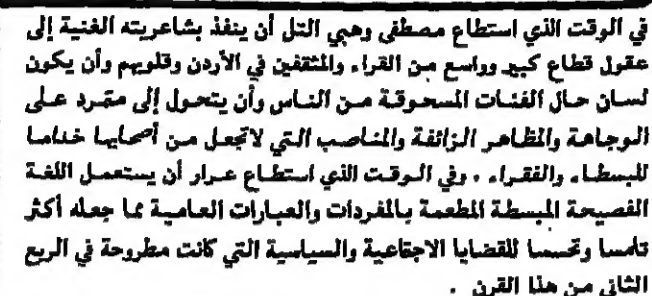 في الوقت الذي استطاع مصطفى وهبي التل أن ينفذ بشاعريته الغنية إلى
عقول قطاع كبير وواسع من القراء والمثقفين في الأردن وقلوبهم وأن يكون
لسان حال الفئات المسحوقة من الناس وأن يتحول إلى متمرد على
الوجاهة والمظاهر الزائفة والمناصب التي لاتجعل من أصحابها خداما
للبسطاء والفقراء . وفي الوقت الذي استطاع عرار أن يستعمل اللغة
الفصيحة المبسطة المطعمة بالمفردات والعبارات العامية مما جعله أكثر
تلمسا وتحسسا للقضايا الاجتماعية والسياسية التي كانت مطروحة في الربع
الثاني من هذا القرن .